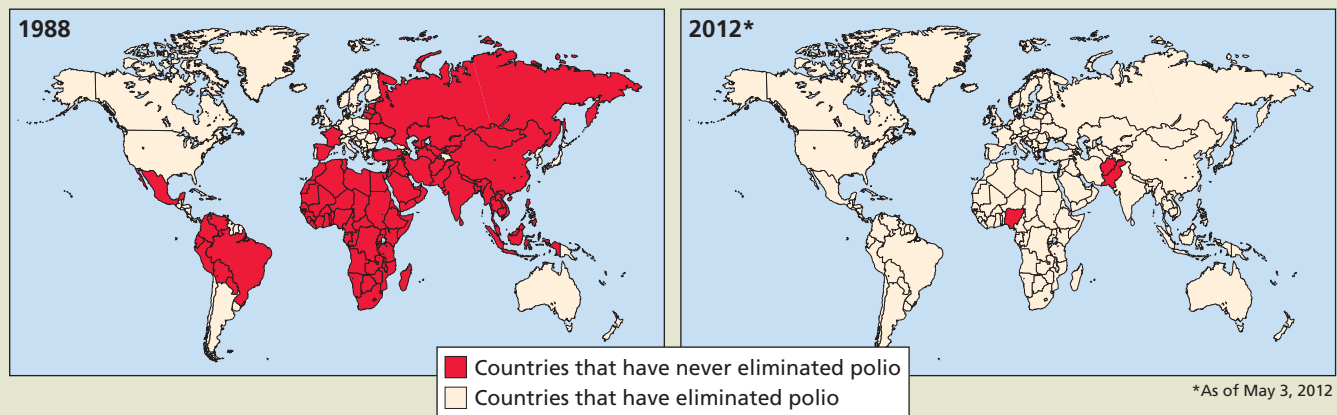 1988
2012*
Countries that have never eliminated polio
Countries that have eliminated polio
*As of May 3, 2012